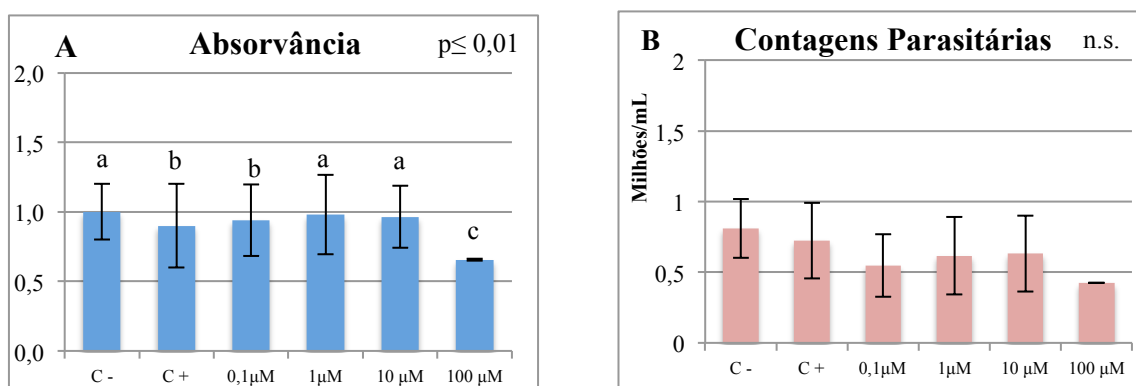 A Absorvância p≤ 0,01
2,0
1,5
1,0
0,5
0,0
a b b a a c
C - C + 0,1µM 1µM 10 µM 100 µM
B Contagens Parasitárias n.s.
Milhões/mL
2
1,5
1
0,5
0
C - C + 0,1µM 1µM 10 µM 100 µM